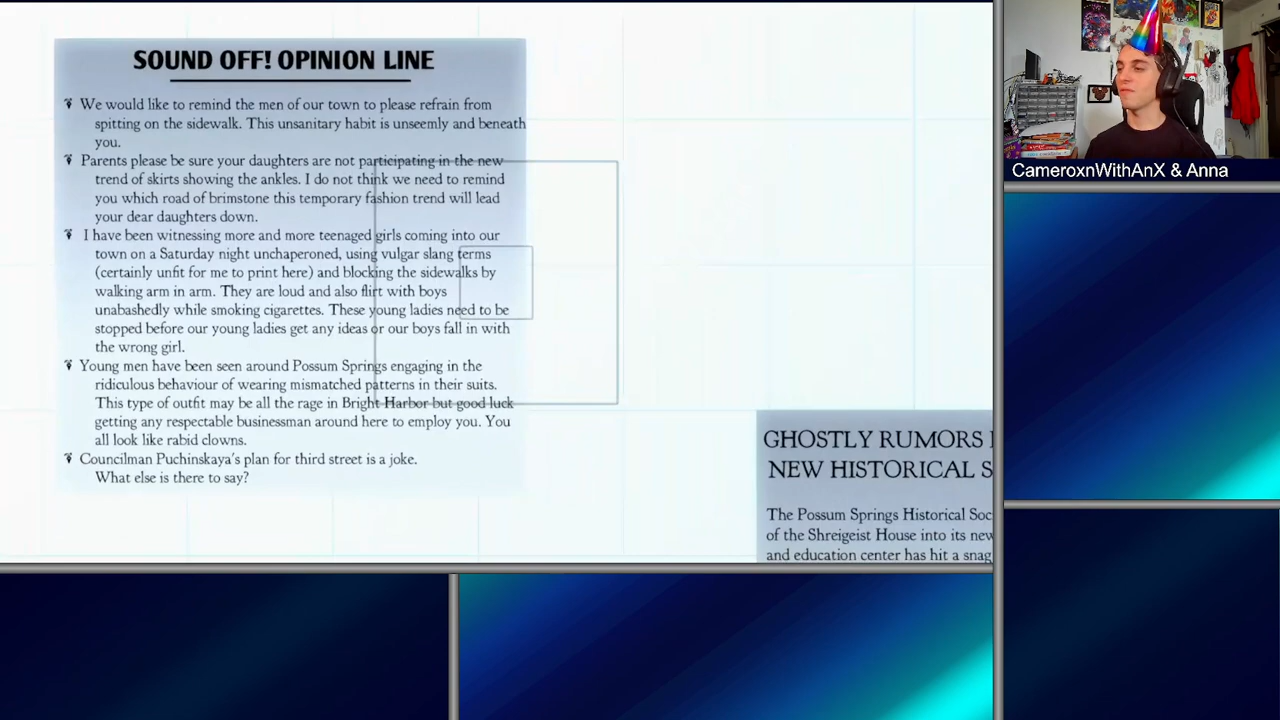 SOUND OFF! OPINION LINE
We would like to remind the men of our town to please refrain from
spitting on the sidewalk. This unsanitary habit is unseemly and beneath
you.
Parents please be sure your daughters are not participating in the new
trend of skirts showing the ankles. I do not think we need to remind
you which road of brimstone this temporary fashion trend will lead
your dear daughters down.
I have been witnessing more and more teenaged girls coming into our
town on a Saturday night unchaperoned, using vulgar slang terms
(certainly unfit for me to print here) and blocking the sidewalks by
walking arm in arm. They are loud and also flirt with boys
unabashedly while smoking cigarettes. These young ladies need to be
stopped before our young ladies get any ideas or our boys fall in with
the wrong girl.
Young men have been seen around Possum Springs engaging in the
ridiculous behaviour of wearing mismatched patterns in their suits.
This type of outfit may be all the rage in Bright Harbor but good luck
getting any respectable businessman around here to employ you. You
all look like rabid clowns.
Councilman Puchinskaya's plan for third street is a joke.
What else is there to say?
GHOSTLY RUMORS
NEW HISTORICAL S
The Possum Springs Historical Soc
of the Shreigeist House into its new
and education center has hit a snag
CameroxnWithAnX & Anna